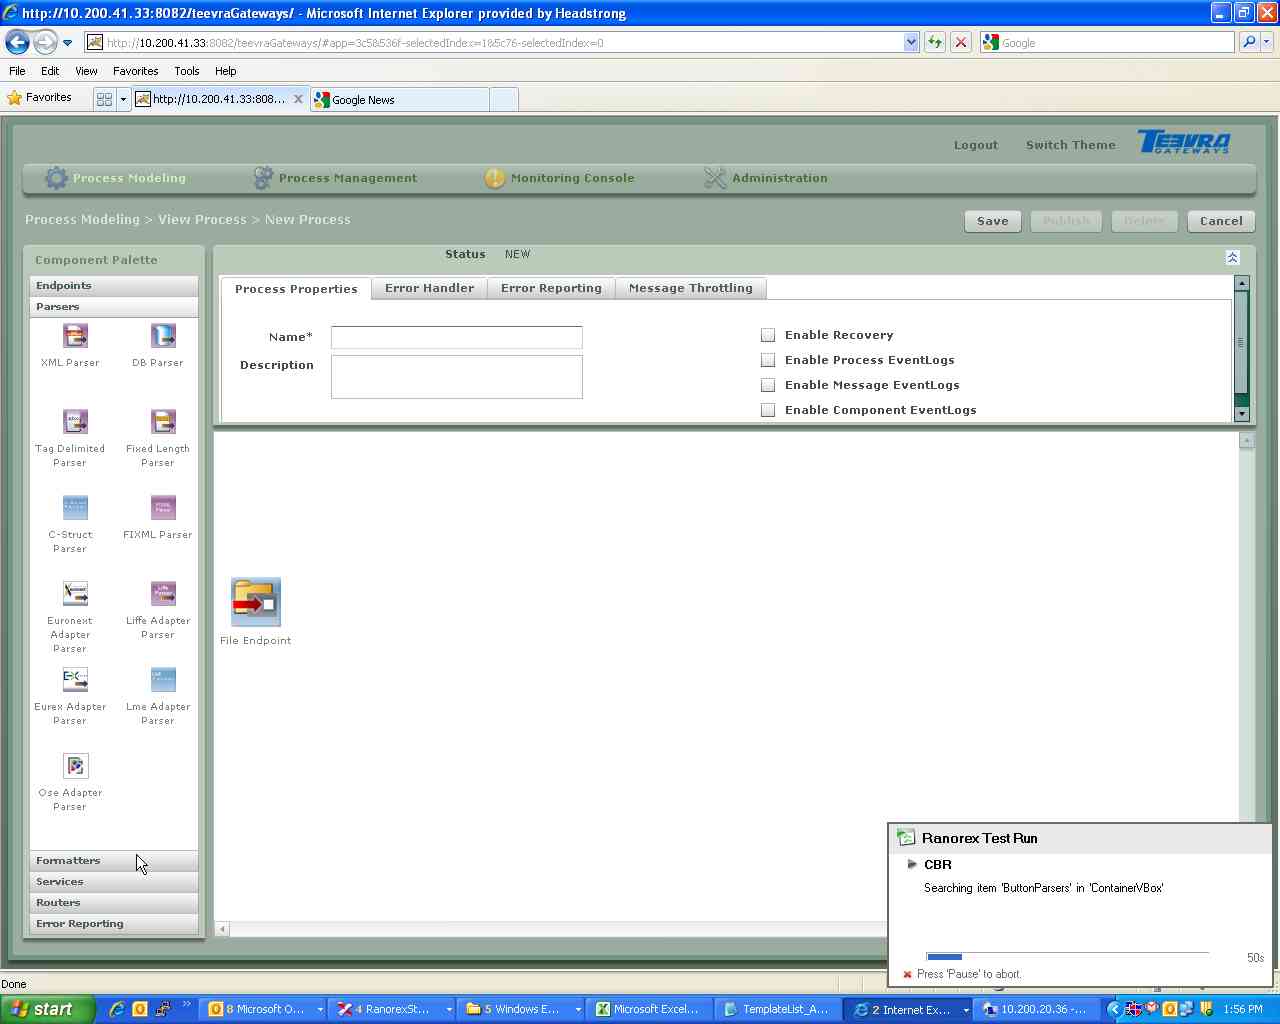 http://10.200.41.33:8082/teevraGateways/ - Microsoft Internet Explorer provided by Headstrong
http://10.200.41.33:8082/teevraGateways/#app=3c5&536f-selectedIndex=1&5c76-selectedIndex=0
Google
File Edit View Favorites Tools Help
Favorites
http://10.200.41.33:808...
Google News
Logout Switch Theme
TEEVRA
GATEWAYS
Process Modeling Process Management Monitoring Console Administration
Process Modeling > View Process > New Process
Save Publish Delete Cancel
Component Palette
Endpoints
Parsers
XML Parser
DB Parser
Tag Delimited
Parser
Fixed Length
Parser
C-Struct
Parser
FIXML Parser
Euronext
Adapter
Parser
Liffe Adapter
Parser
Eurex Adapter
Parser
Lme Adapter
Parser
Ose Adapter
Parser
Formatters
Services
Routers
Error Reporting
Status NEW
Process Properties Error Handler Error Reporting Message Throttling
Name*
Description
Enable Recovery
Enable Process EventLogs
Enable Message EventLogs
Enable Component EventLogs
File Endpoint
Ranorex Test Run
CBR
Searching item 'ButtonParsers' in 'ContainerVBox'
50s
Press 'Pause' to abort.
Done
start
8 Microsoft O...
4 RanorexSt...
5 Windows E...
Microsoft Excel...
TemplateList_A...
2 Internet Ex...
10.200.20.36 -...
1:56 PM